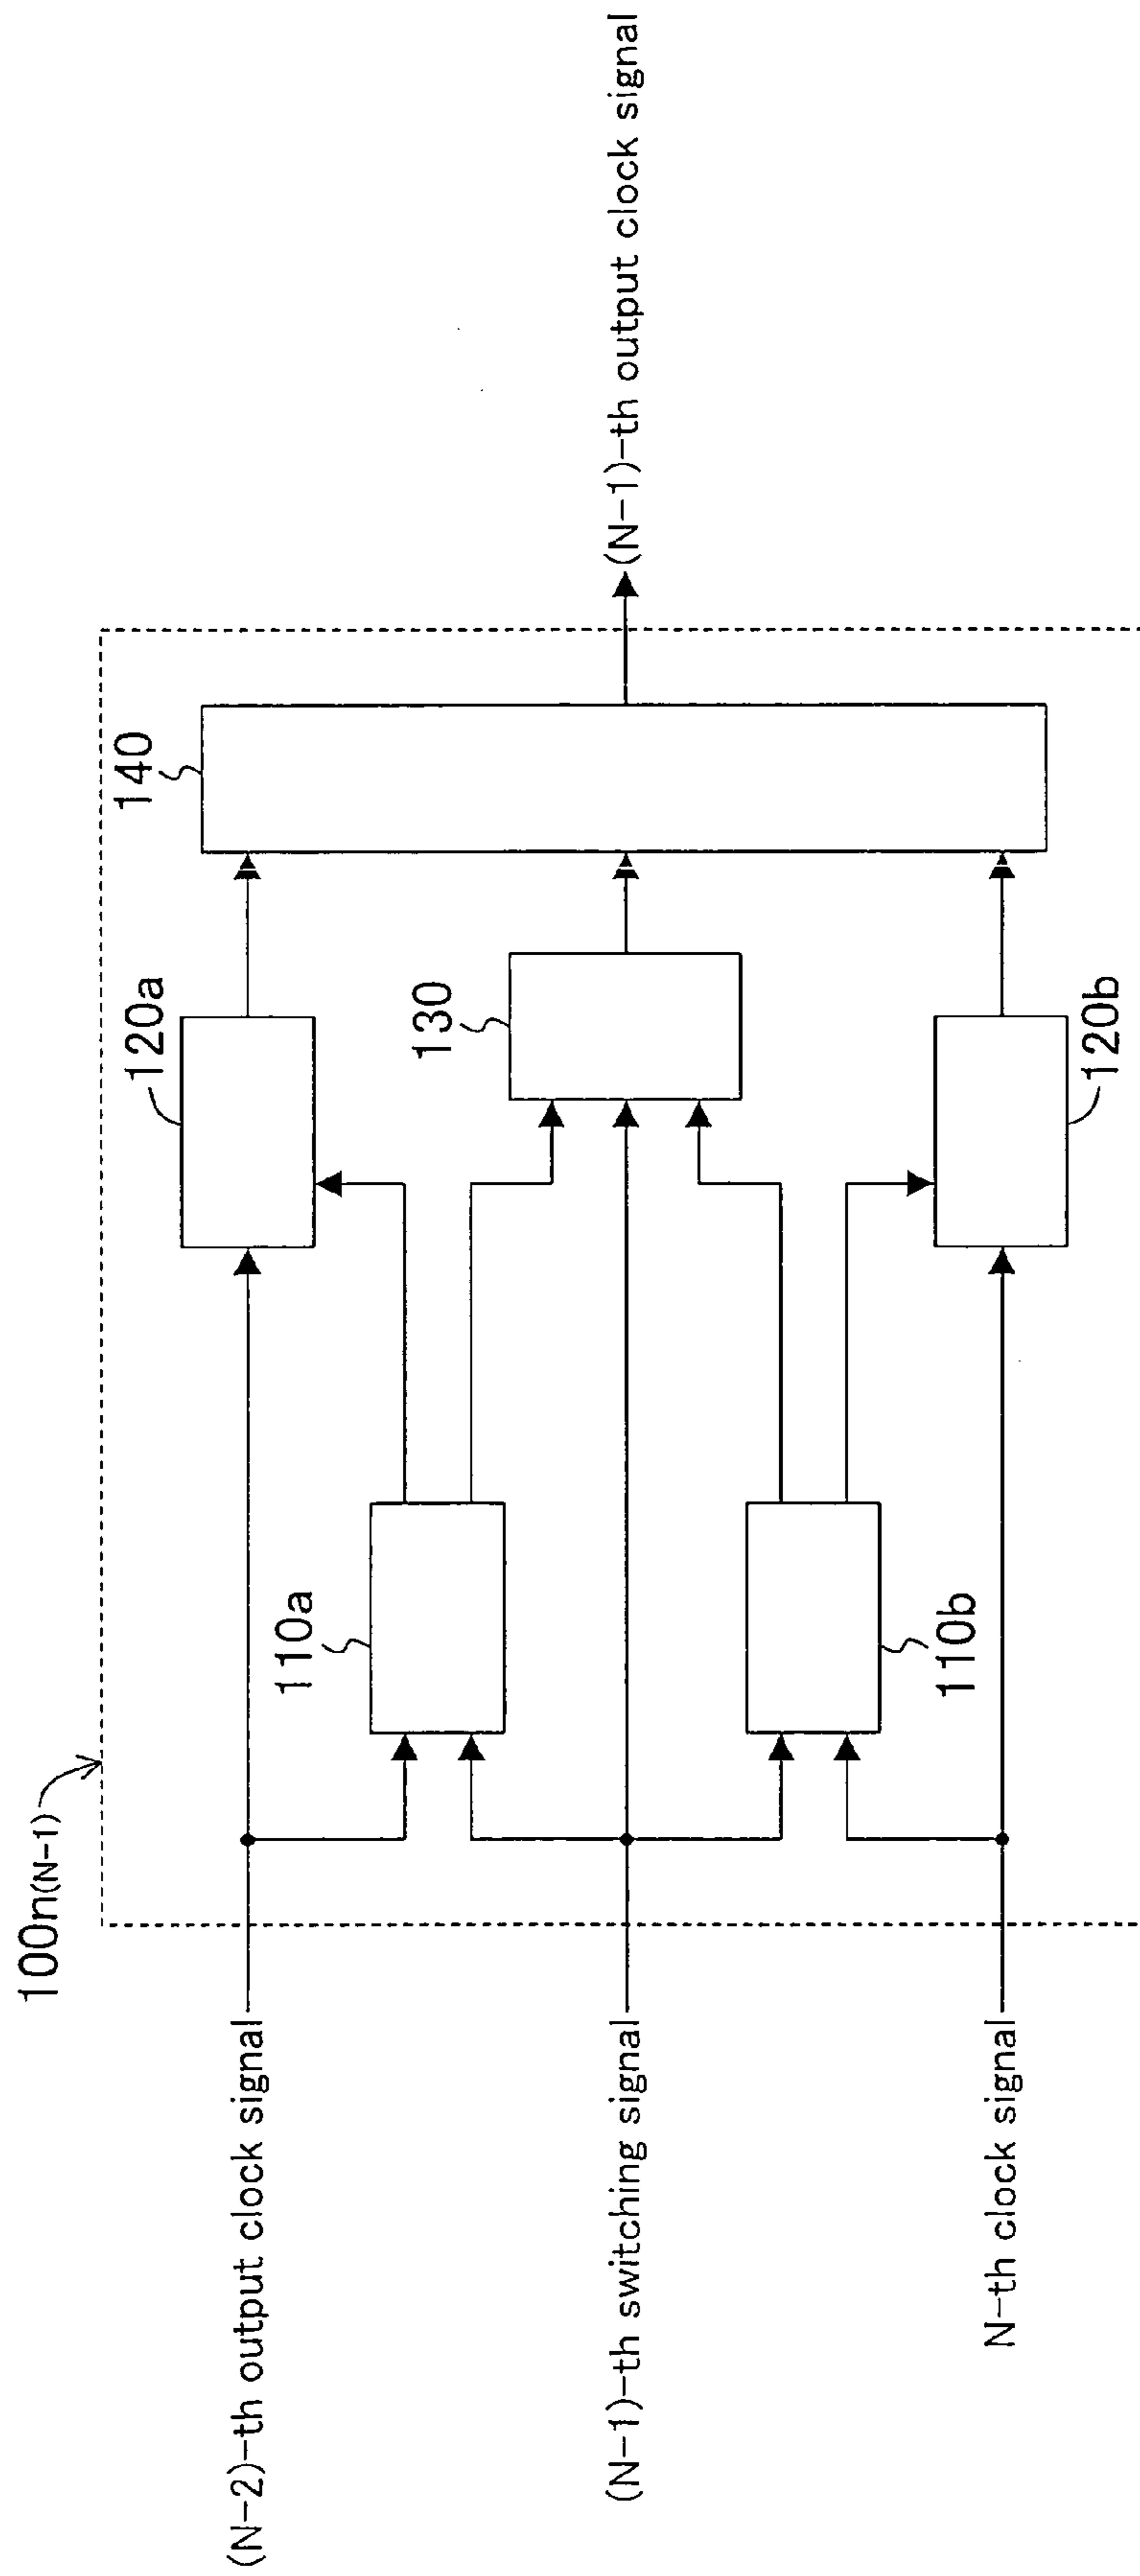 100n(N-1)
140
120a
130
120b
110a
110b
(N-2)-th output clock signal
(N-1)-th switching signal
N-th clock signal
(N-1)-th output clock signal